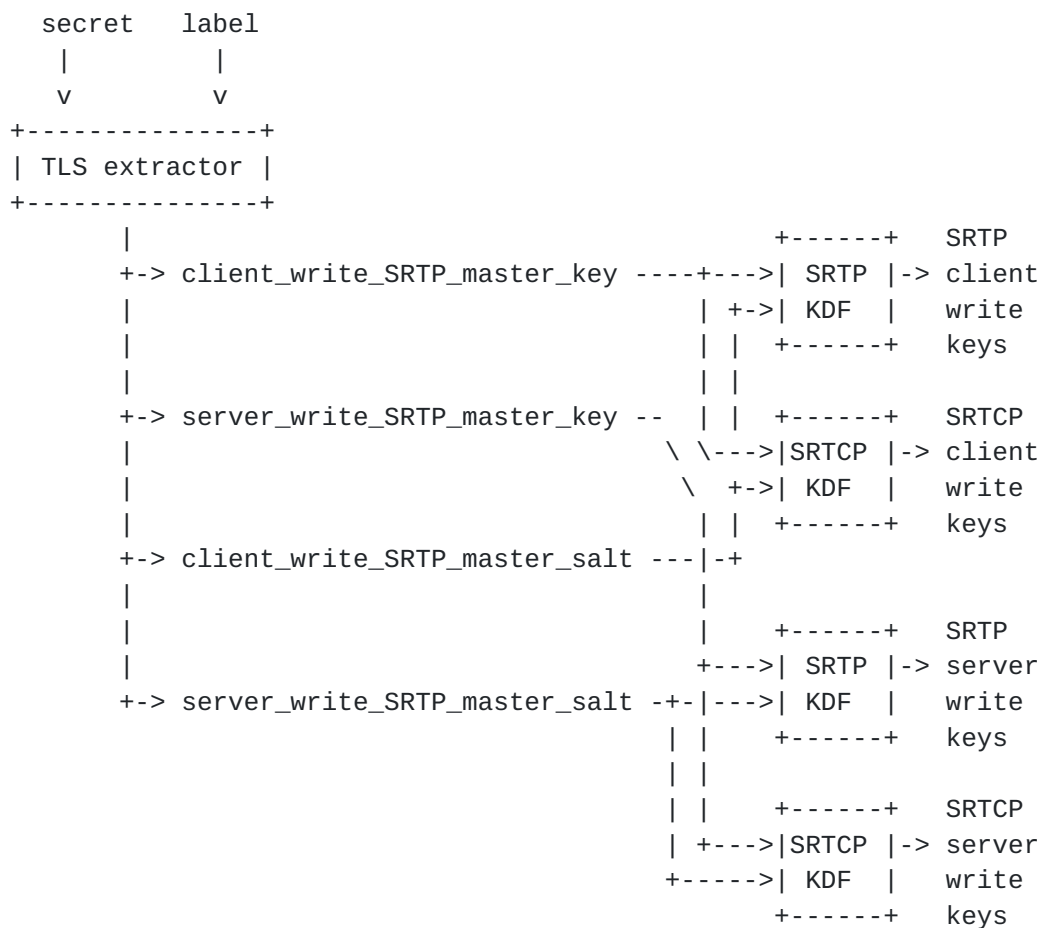 secret label
TLS extractor
SRTP
client_write_SRTP_master_key SRTP client
KDF write
keys
server_write_SRTP_master_key SRTCP
SRTCP client
KDF write
keys
client_write_SRTP_master_salt
SRTP
SRTP server
server_write_SRTP_master_salt KDF write
keys
SRTCP
SRTCP server
KDF write
keys